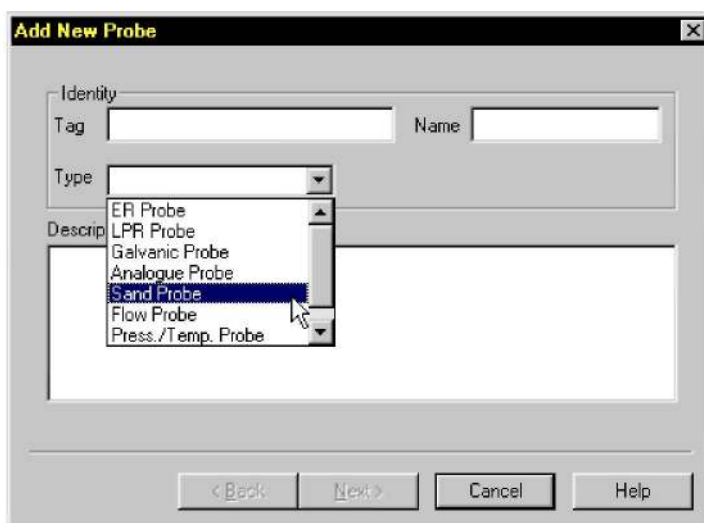 Add New Probe
Identity
Tag
Name
Type
ER Probe
Descrip
LPR Probe
Galvanic Probe
Analogue Probe
Sand Probe
Flow Probe
Press./Temp. Probe
< Back
Next >
Cancel
Help